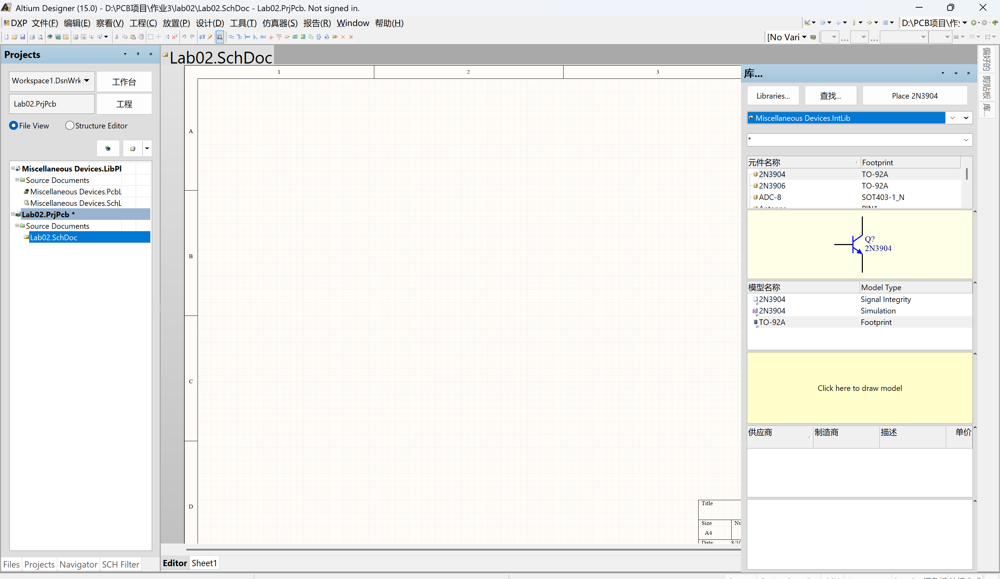 Altium Designer (15.0) - D:\PCB项目\作业3\lab02\Lab02.SchDoc - Lab02.PrjPcb. Not signed in.
DXP 文件(F) 编辑(E) 察看(V) 工程(C) 放置(P) 设计(D) 工具(T) 仿真器(S) 报告(R) Window 帮助(H)
D:\PCB项目\作
[No Vari
Projects
Workspace1.DsnWrk
工作台
Lab02.PrjPcb
工程
File View
Structure Editor
Miscellaneous Devices.LibPl
Source Documents
Miscellaneous Devices.PcbL
Miscellaneous Devices.SchL
Lab02.PrjPcb *
Source Documents
Lab02.SchDoc
Files
Projects
Navigator
SCH Filter
Lab02.SchDoc
1
2
3
A
B
C
D
Title
Size
Nu
A4
Date:
8/10
Editor
Sheet1
库...
Libraries...
查找...
Place 2N3904
Miscellaneous Devices.IntLib
*
元件名称 Footprint
2N3904 TO-92A
2N3906 TO-92A
ADC-8 SOT403-1_N
Antenna PIN1
Q?
2N3904
模型名称 Model Type
2N3904 Signal Integrity
2N3904 Simulation
TO-92A Footprint
Click here to draw model
供应商 制造商 描述 单价
偏好的
剪贴板
库...